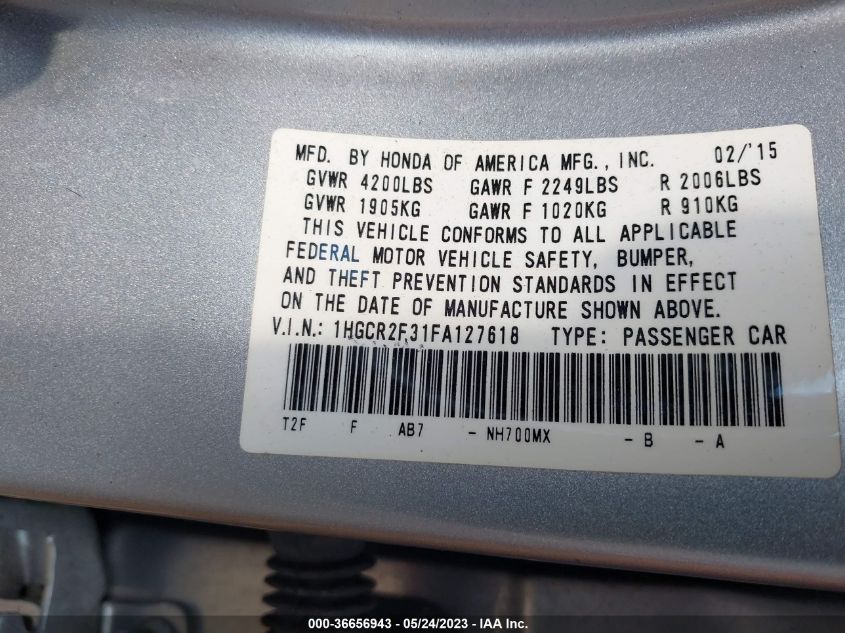 MFD. BY HONDA OF AMERICA MFG., INC. 02/'15
GVWR 4200LBS GAWR F 2249LBS R 2006LBS
GVWR 1905KG GAWR F 1020KG R 910KG
THIS VEHICLE CONFORMS TO ALL APPLICABLE
FEDERAL MOTOR VEHICLE SAFETY, BUMPER,
AND THEFT PREVENTION STANDARDS IN EFFECT
ON THE DATE OF MANUFACTURE SHOWN ABOVE.
V.I.N.: 1HGCR2F31FA127618 TYPE: PASSENGER CAR
T2F F AB7 - NH700MX - B - A
000-36656943 - 05/24/2023 - IAA Inc.